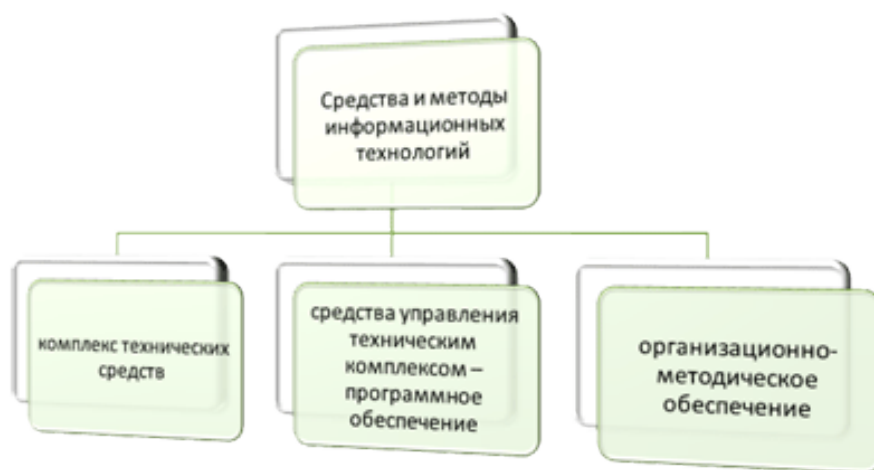 Средства и методы
информационных
технологий
комплекс технических
средств
средства управления
техническим
комплексом –
программное
обеспечение
организационно-
методическое
обеспечение